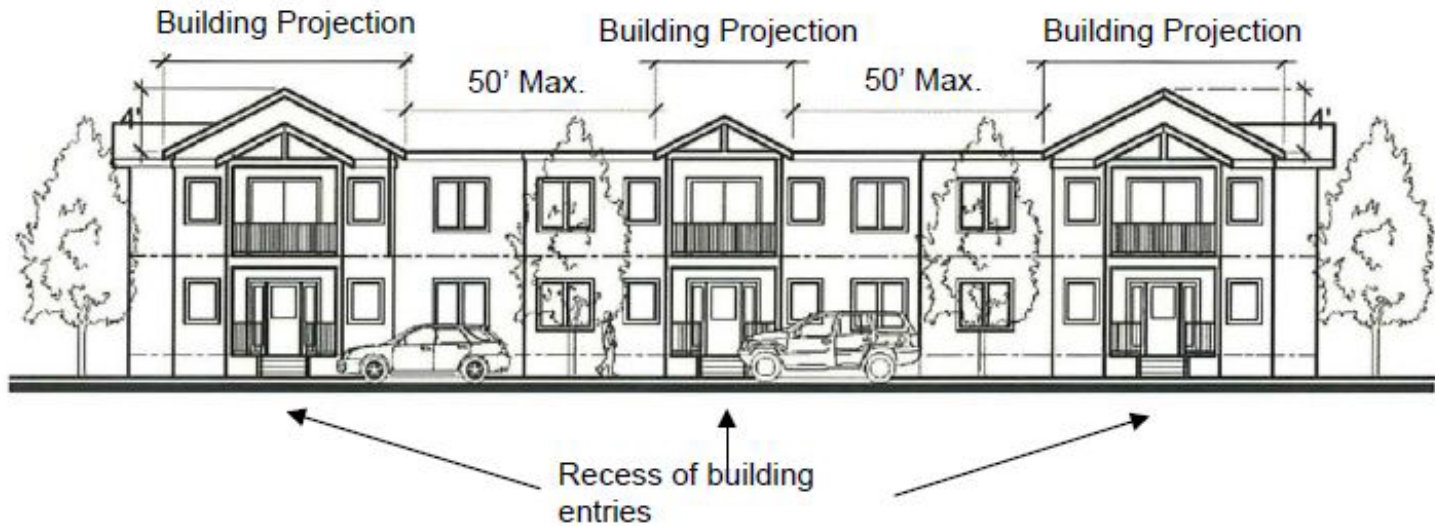 Building Projection
Building Projection
Building Projection
50' Max.
50' Max.
4'
4'
Recess of building
entries